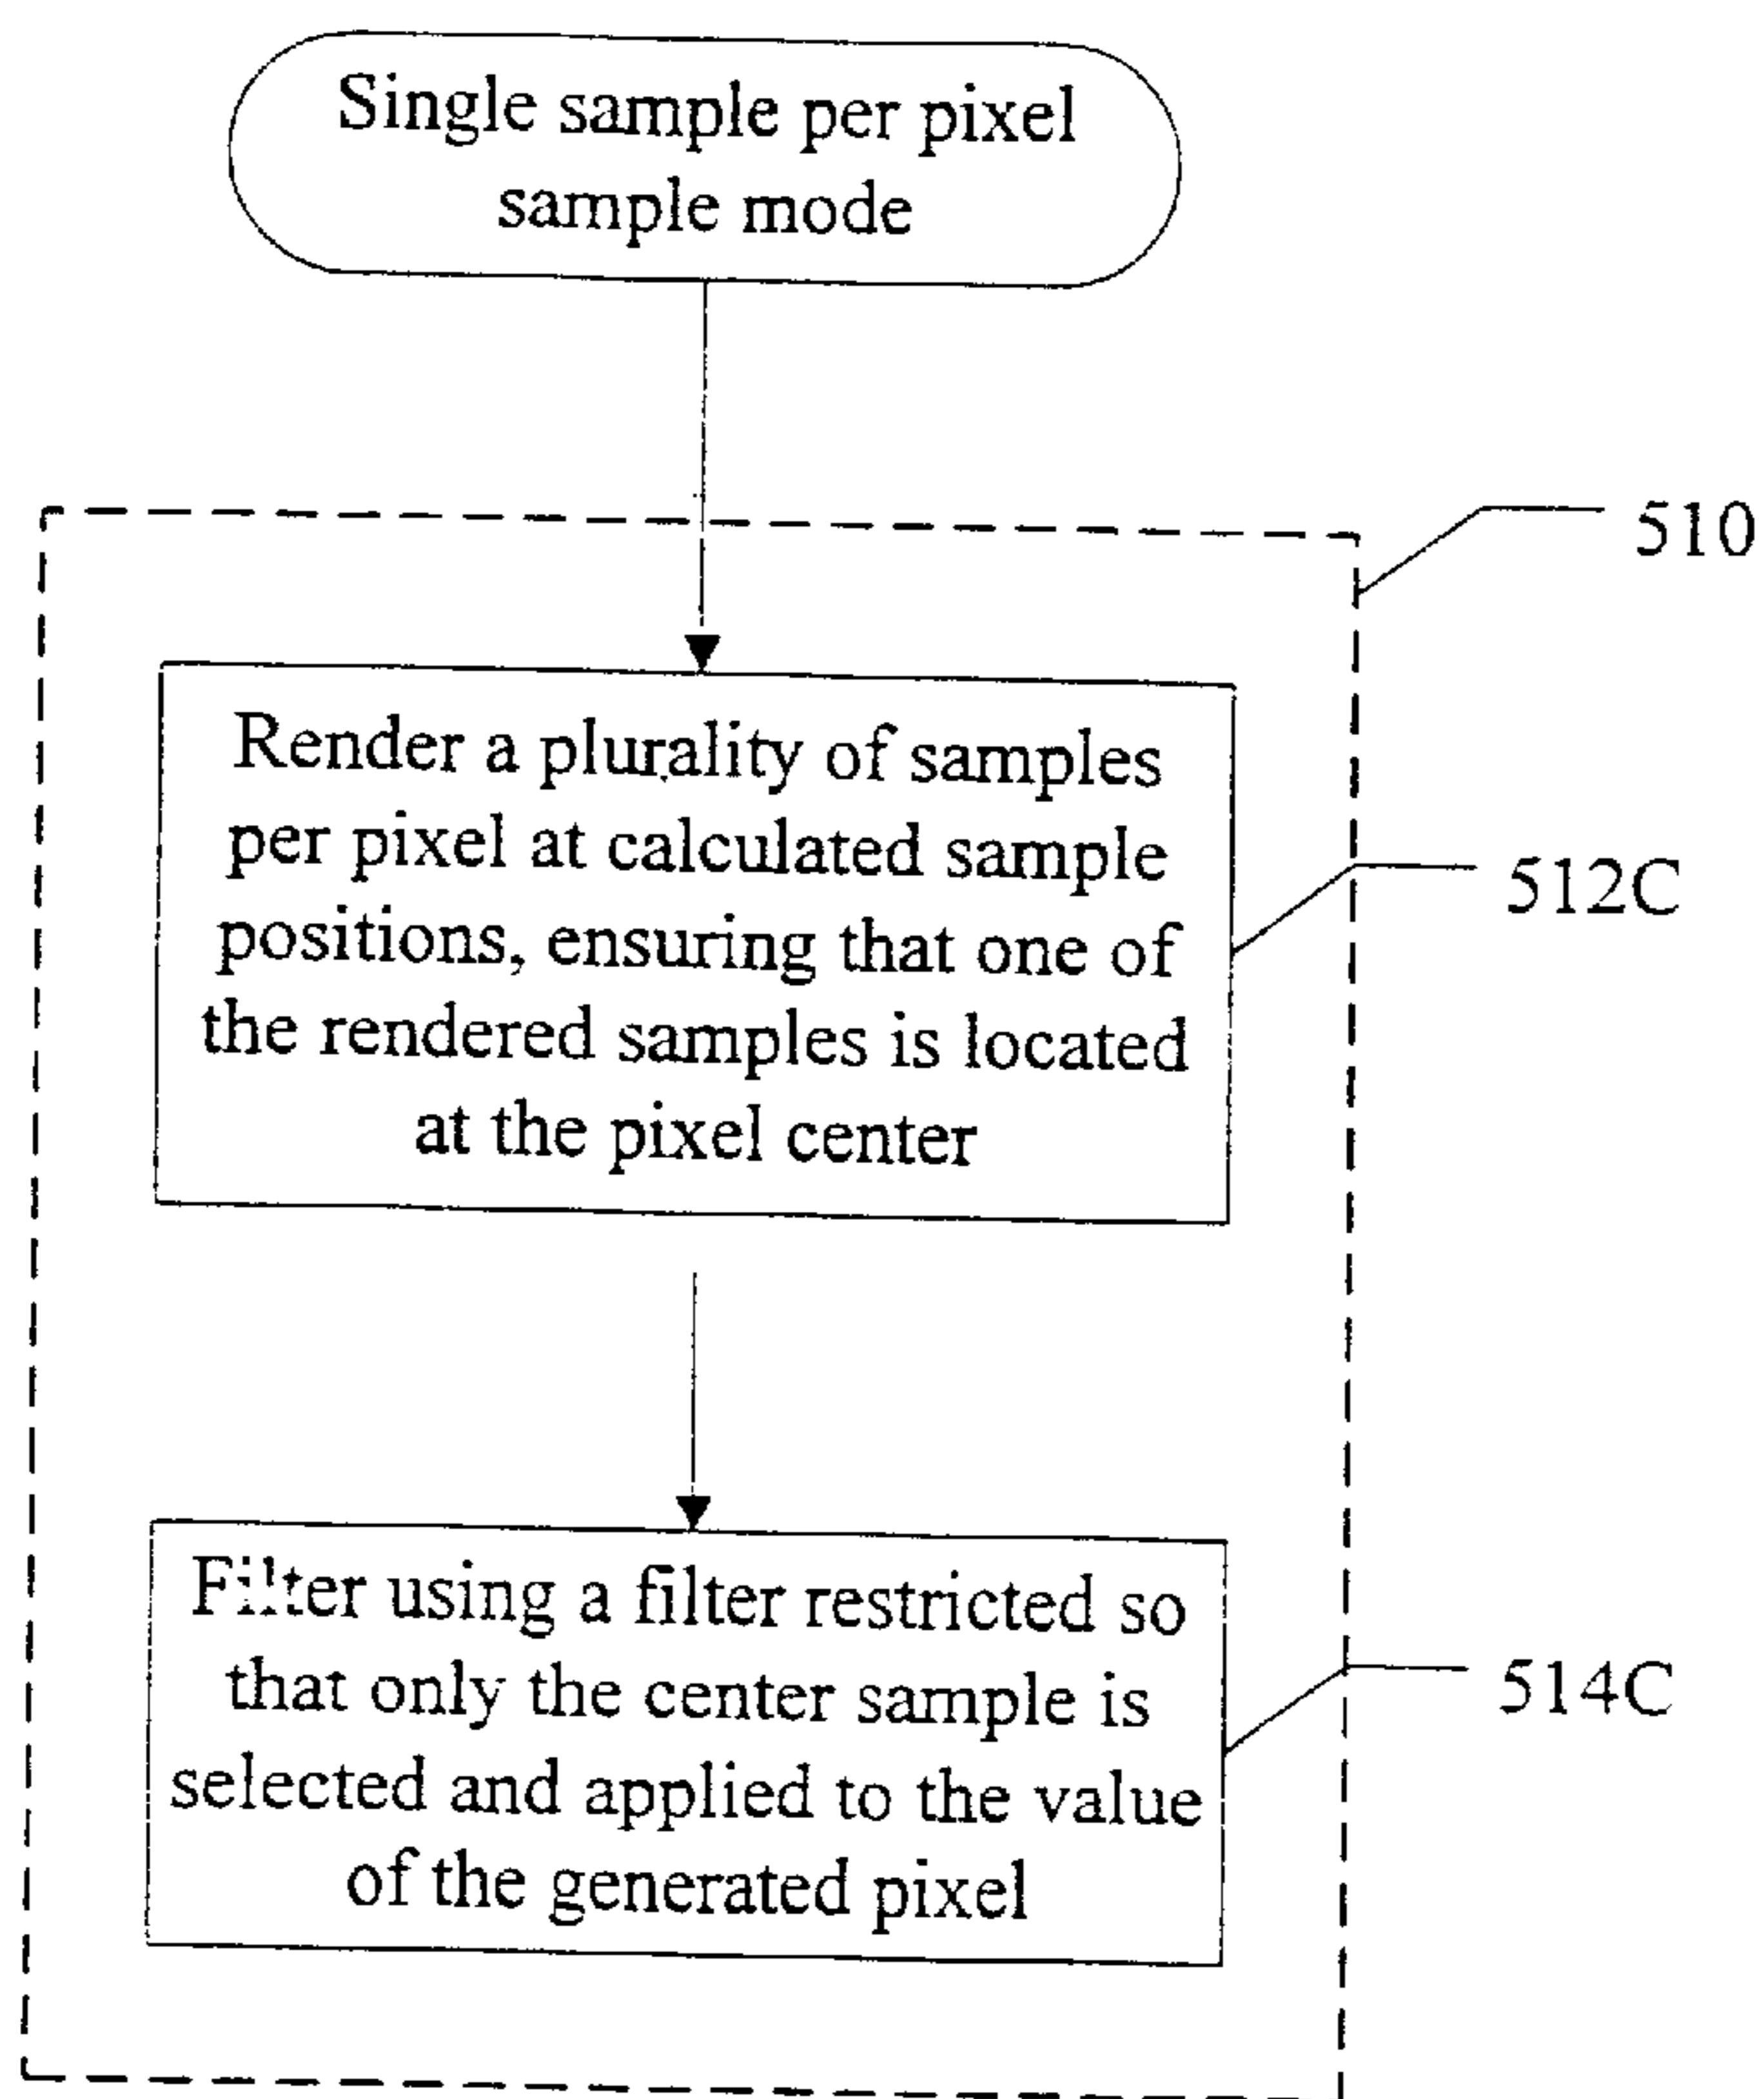 Single sample per pixel
sample mode
510
Render a plurality of samples
per pixel at calculated sample
positions, ensuring that one of
the rendered samples is located
at the pixel center
512C
Filter using a filter restricted so
that only the center sample is
selected and applied to the value
of the generated pixel
514C